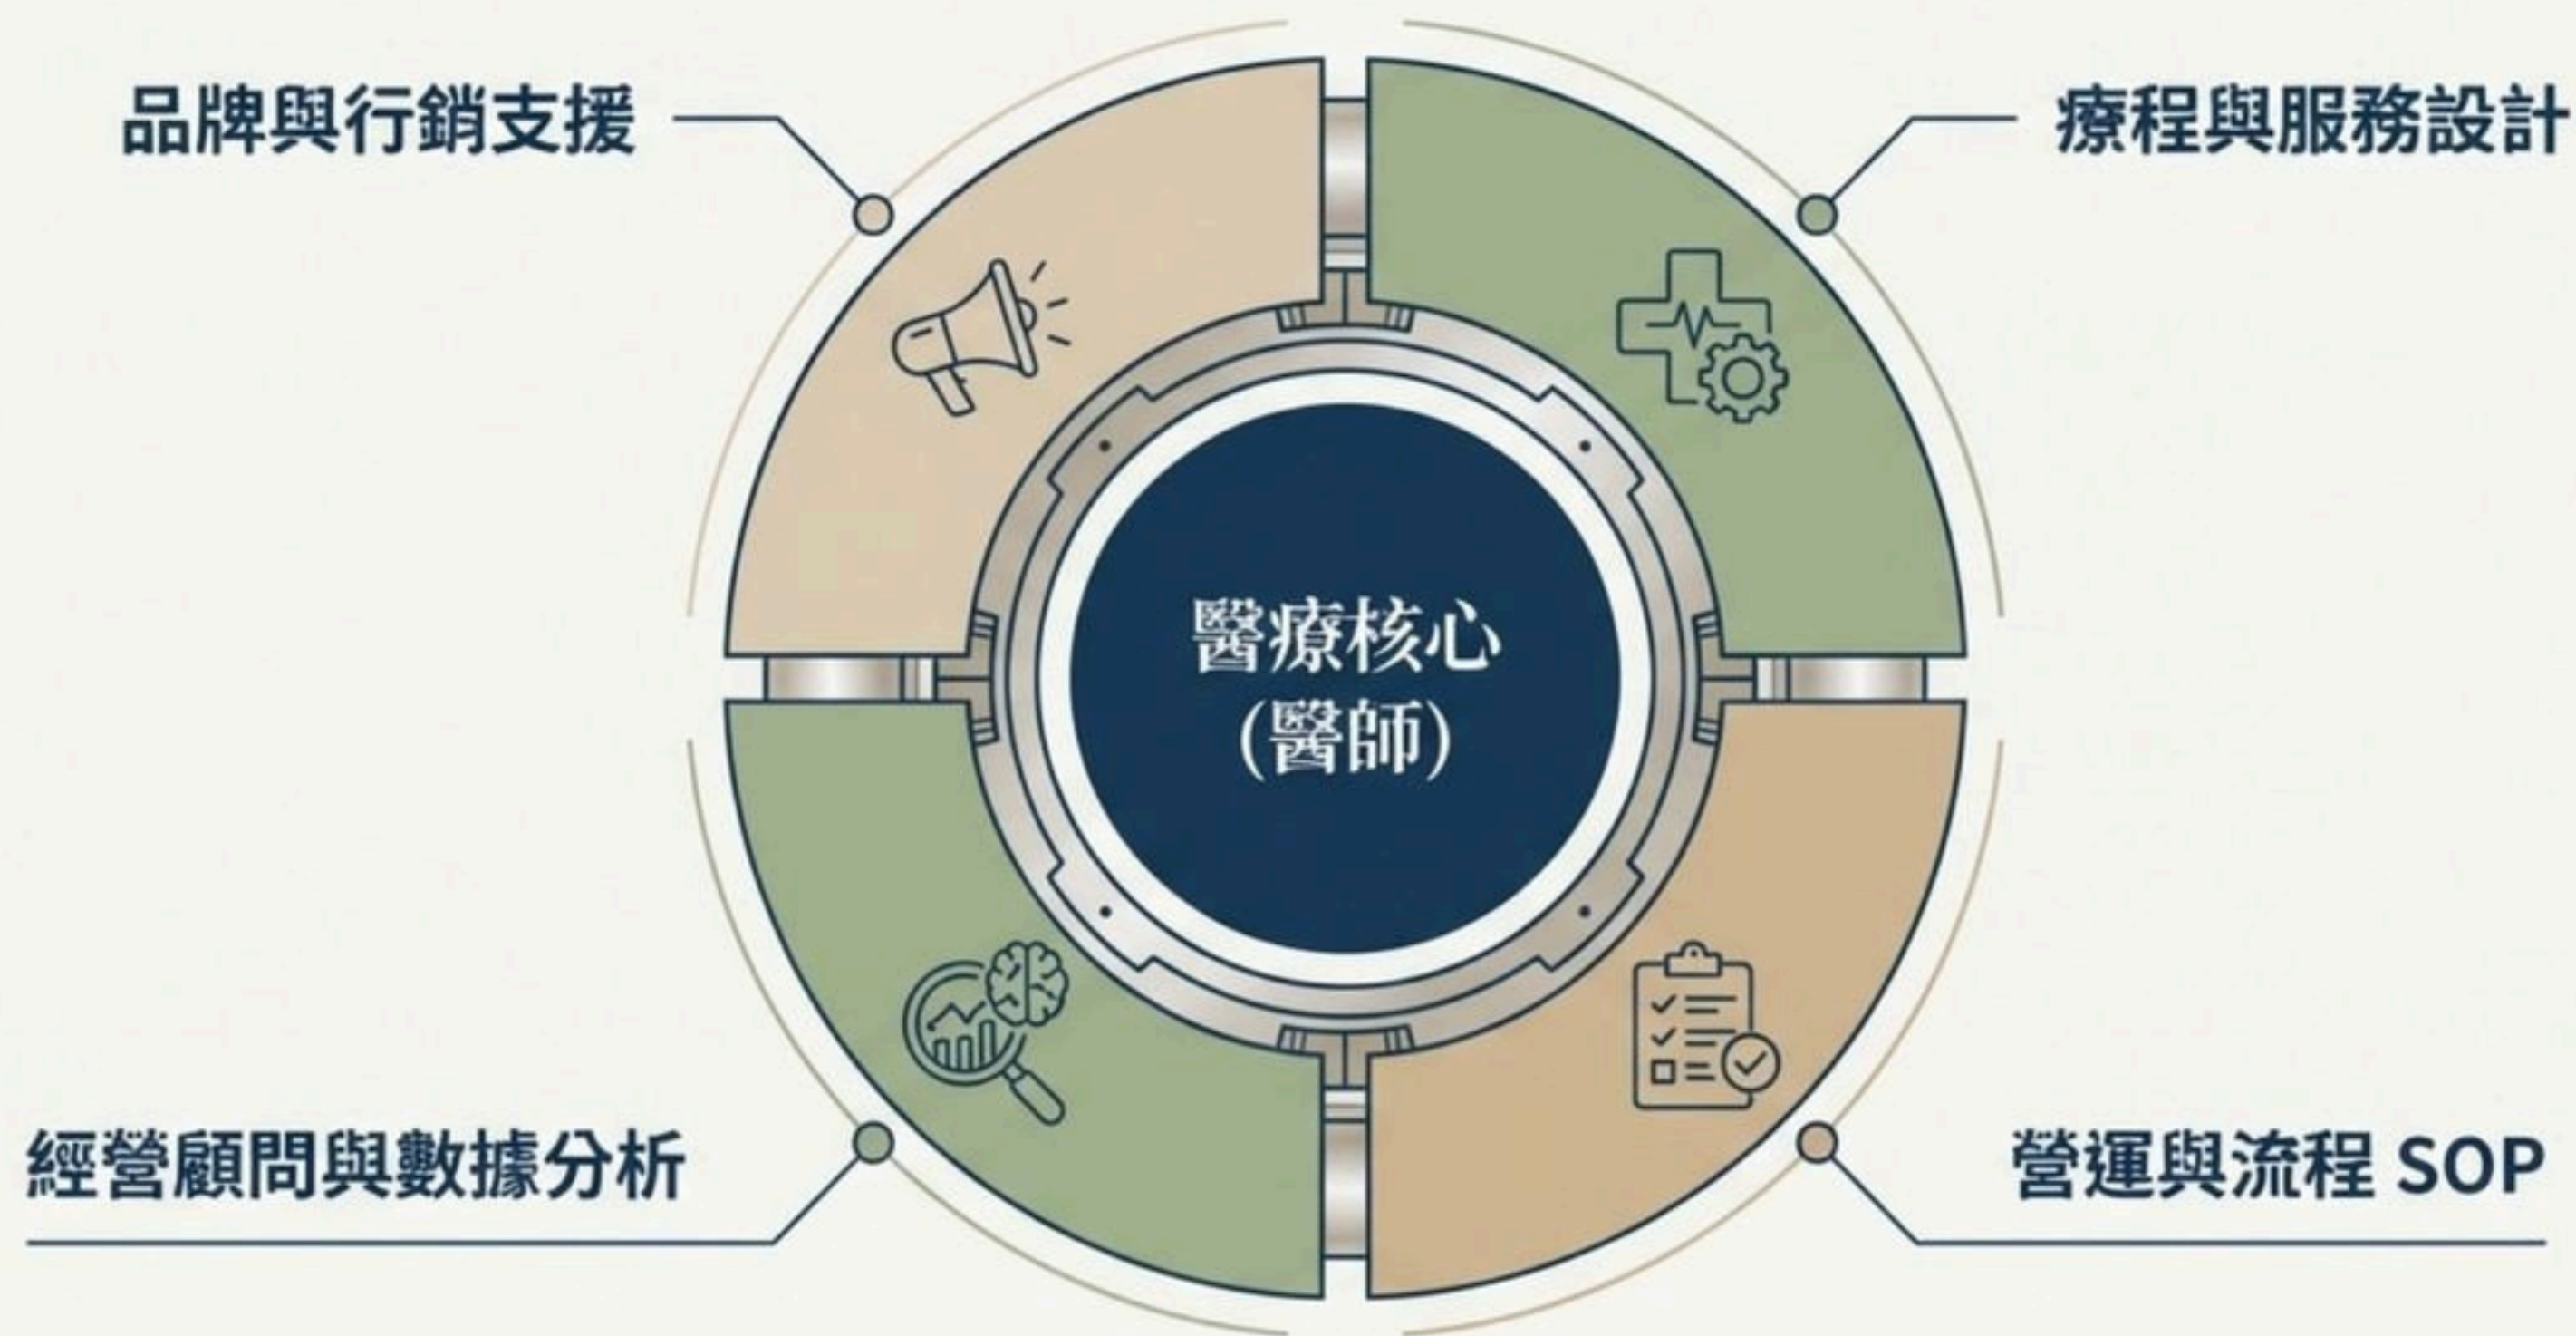 品牌與行銷支援
療程與服務設計
醫療核心
(醫師)
經營顧問與數據分析
營運與流程 SOP